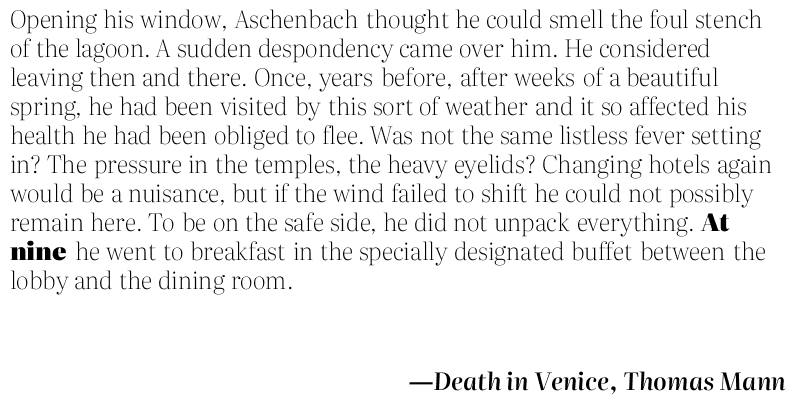 Opening his window, Aschenbach thought he could smell the foul stench
of the lagoon. A sudden despondency came over him. He considered
leaving then and there. Once, years before, after weeks of a beautiful
spring, he had been visited by this sort of weather and it so affected his
health he had been obliged to flee. Was not the same listless fever setting
in? The pressure in the temples, the heavy eyelids? Changing hotels again
would be a nuisance, but if the wind failed to shift he could not possibly
remain here. To be on the safe side, he did not unpack everything. At
nine he went to breakfast in the specially designated buffet between the
lobby and the dining room.
—Death in Venice, Thomas Mann